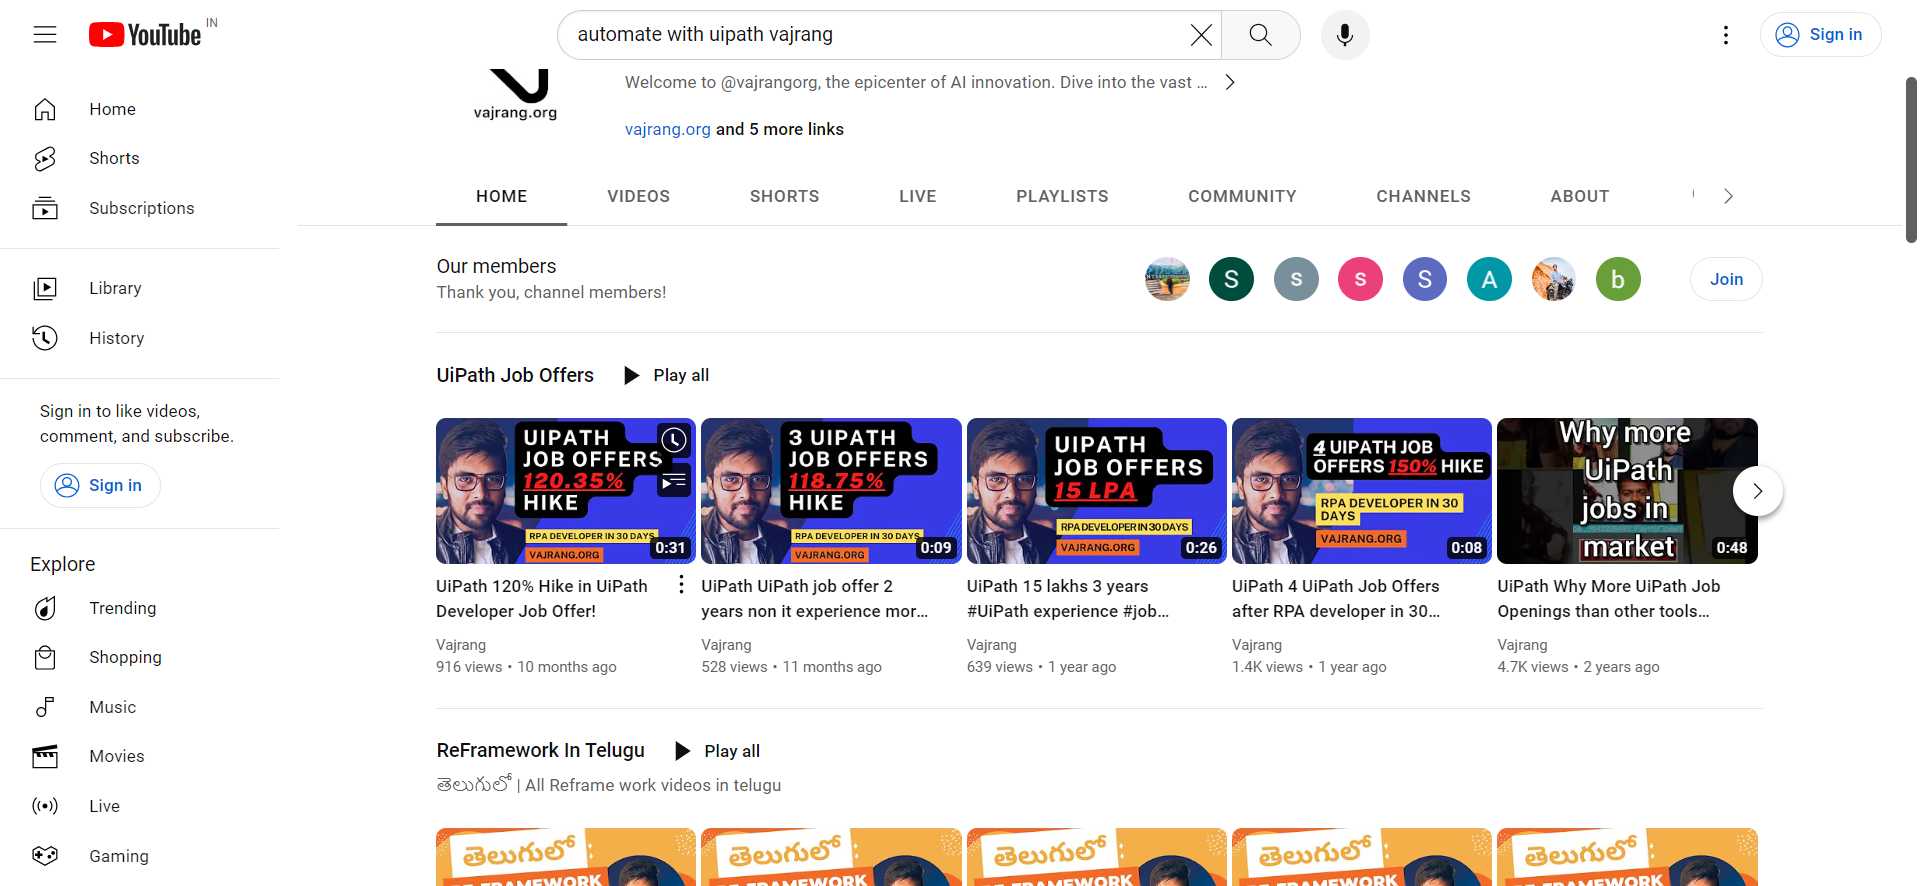 YouTube IN
automate with uipath vajrang
Sign in
vajrang.org
Welcome to @vajrangorg, the epicenter of AI innovation. Dive into the vast ...
vajrang.org and 5 more links
Home
Shorts
Subscriptions
Library
History
Sign in to like videos,
comment, and subscribe.
Sign in
Explore
Trending
Shopping
Music
Movies
Live
Gaming
HOME VIDEOS SHORTS LIVE PLAYLISTS COMMUNITY CHANNELS ABOUT
Our members
Thank you, channel members!
S s s S A b
Join
UiPath Job Offers Play all
UIPATH
JOB OFFERS
120.35%
HIKE
RPA DEVELOPER IN 30 DAYS
VAJRANG.ORG
0:31
UiPath 120% Hike in UiPath
Developer Job Offer!
Vajrang
916 views • 10 months ago
3 UIPATH
JOB OFFERS
118.75%
HIKE
RPA DEVELOPER IN 30 DAYS
VAJRANG.ORG
0:09
UiPath UiPath job offer 2
years non it experience mor...
Vajrang
528 views • 11 months ago
UIPATH
JOB OFFERS
15 LPA
RPA DEVELOPER IN 30 DAYS
VAJRANG.ORG
0:26
UiPath 15 lakhs 3 years
#UiPath experience #job...
Vajrang
639 views • 1 year ago
4 UIPATH JOB
OFFERS 150% HIKE
RPA DEVELOPER IN 30
DAYS
VAJRANG.ORG
0:08
UiPath 4 UiPath Job Offers
after RPA developer in 30...
Vajrang
1.4K views • 1 year ago
Why more
UiPath
jobs in
market
0:48
UiPath Why More UiPath Job
Openings than other tools...
Vajrang
4.7K views • 2 years ago
ReFramework In Telugu Play all
తెలుగులో | All Reframe work videos in telugu
తెలుగులో :
RE FRAMEWORK
తెలుగులో :
RE FRAMEWORK
తెలుగులో :
RE FRAMEWORK
తెలుగులో :
RE FRAMEWORK
తెలుగులో :
RE FRAMEWORK